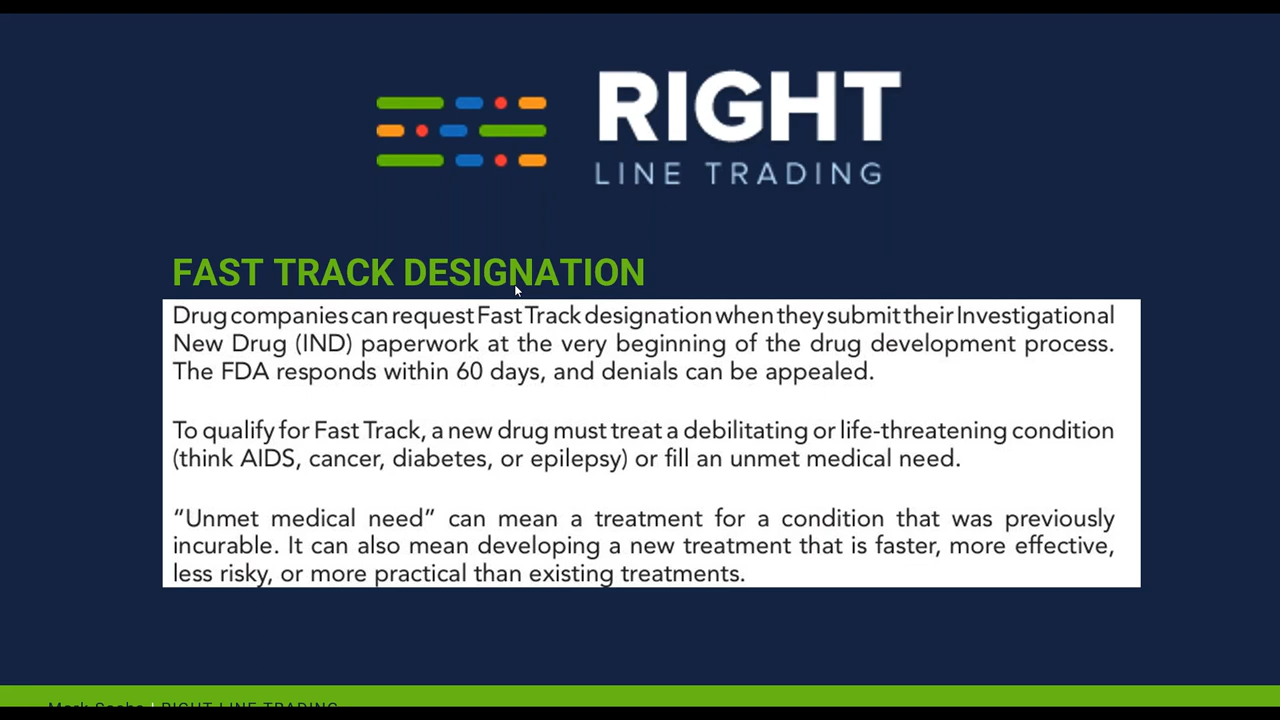 RIGHT
LINE TRADING
FAST TRACK DESIGNATION
Drug companies can request Fast Track designation when they submit their Investigational
New Drug (IND) paperwork at the very beginning of the drug development process.
The FDA responds within 60 days, and denials can be appealed.
To qualify for Fast Track, a new drug must treat a debilitating or life-threatening condition
(think AIDS, cancer, diabetes, or epilepsy) or fill an unmet medical need.
“Unmet medical need” can mean a treatment for a condition that was previously
incurable. It can also mean developing a new treatment that is faster, more effective,
less risky, or more practical than existing treatments.
| RIGHT LINE TRADING